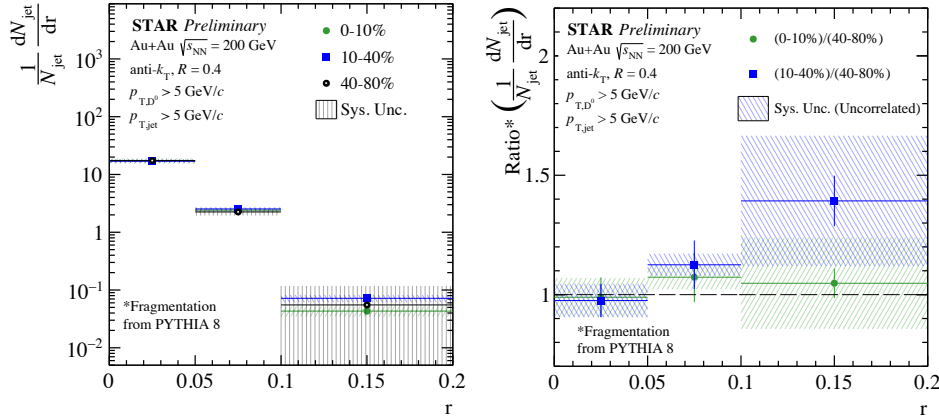 1/N_jet dN_jet/dr
STAR Preliminary
Au+Au √s_NN = 200 GeV
anti-k_T, R = 0.4
p_T,D⁰ > 5 GeV/c
p_T,jet > 5 GeV/c
0-10%
10-40%
40-80%
Sys. Unc.
10³
10²
10
1
10⁻¹
10⁻²
*Fragmentation
from PYTHIA 8
0 0.05 0.1 0.15 0.2
r
Ratio* (1/N_jet dN_jet/dr)
STAR Preliminary
Au+Au √s_NN = 200 GeV
anti-k_T, R = 0.4
p_T,D⁰ > 5 GeV/c
p_T,jet > 5 GeV/c
(0-10%)/(40-80%)
(10-40%)/(40-80%)
Sys. Unc. (Uncorrelated)
2
1.5
1
*Fragmentation
from PYTHIA 8
0 0.05 0.1 0.15 0.2
r